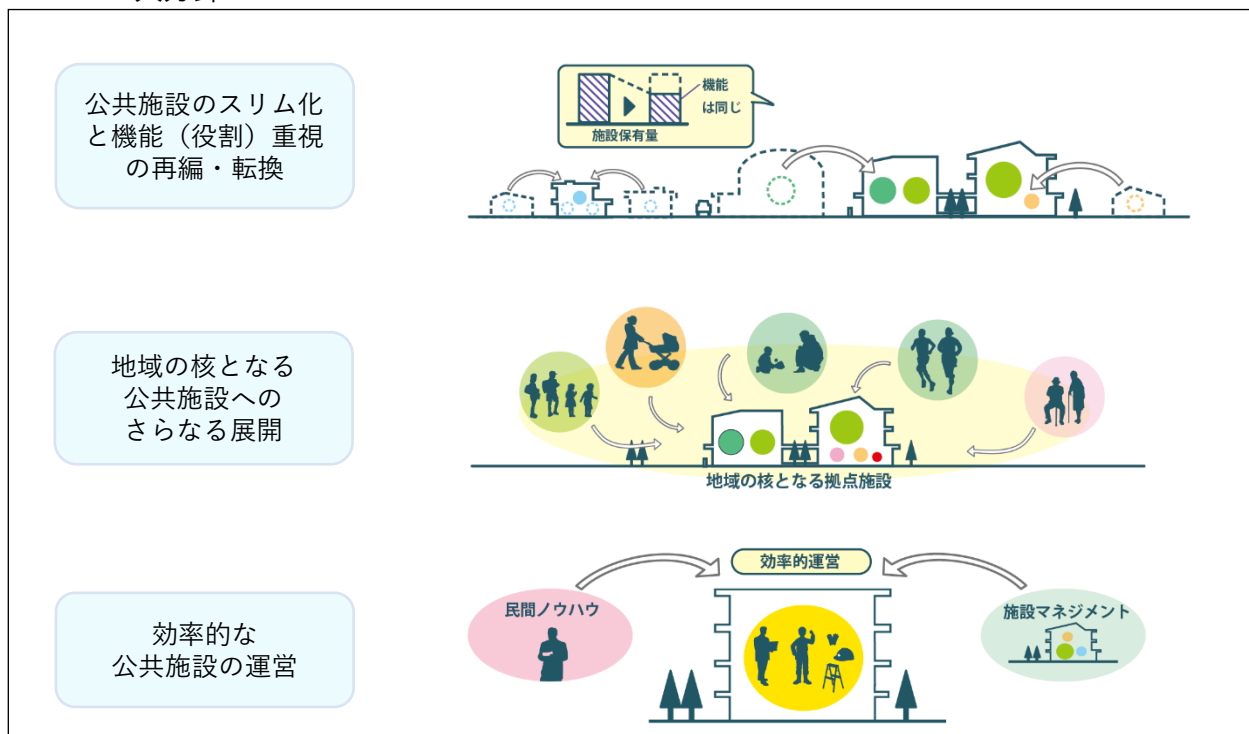 公共施設のスリム化
と機能（役割）重視
の再編・転換
機能
は同じ
施設保有量
地域の核となる
公共施設への
さらなる展開
地域の核となる拠点施設
効率的な
公共施設の運営
効率的運営
民間ノウハウ
施設マネジメント